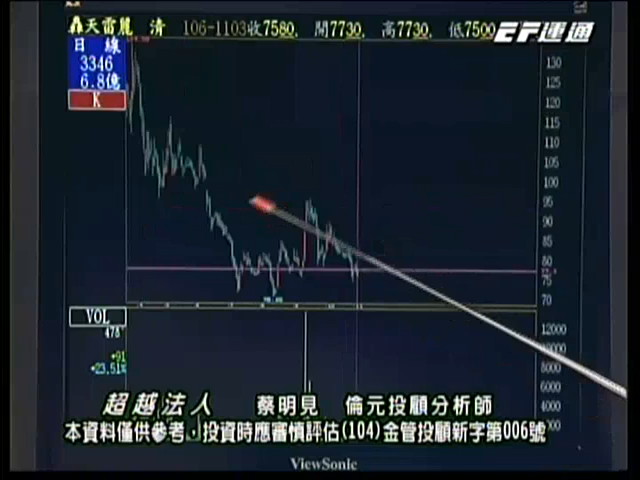 轟天雷麗 清 106-1103收7580. 開7730. 高7730. 低7500
EF運通
日 線
3346
6.8億
K
130
125
120
115
110
105
100
95
90
85
80
75
70
VOL
478
+91
+23.51%
12000
10000
8000
6000
4000
超越法人 蔡明見 倫元投顧分析師
本資料僅供參考,投資時應審慎評估(104)金管投顧新字第006號
ViewSonic